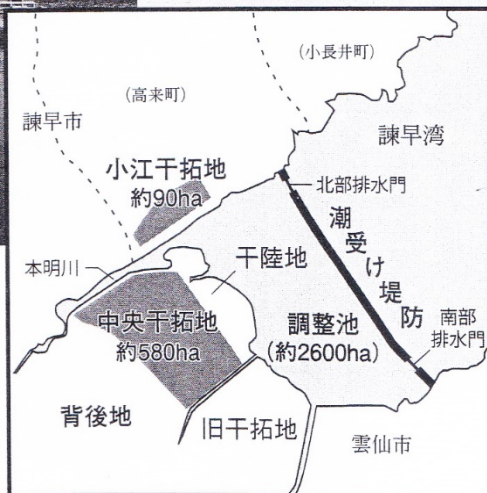 (小長井町)
(高来町)
諫早市
諫早湾
小江干拓地
約90ha
北部排水門
潮受け堤防
本明川
干陸地
中央干拓地
約580ha
調整池
(約2600ha)
南部
排水門
背後地
旧干拓地
雲仙市